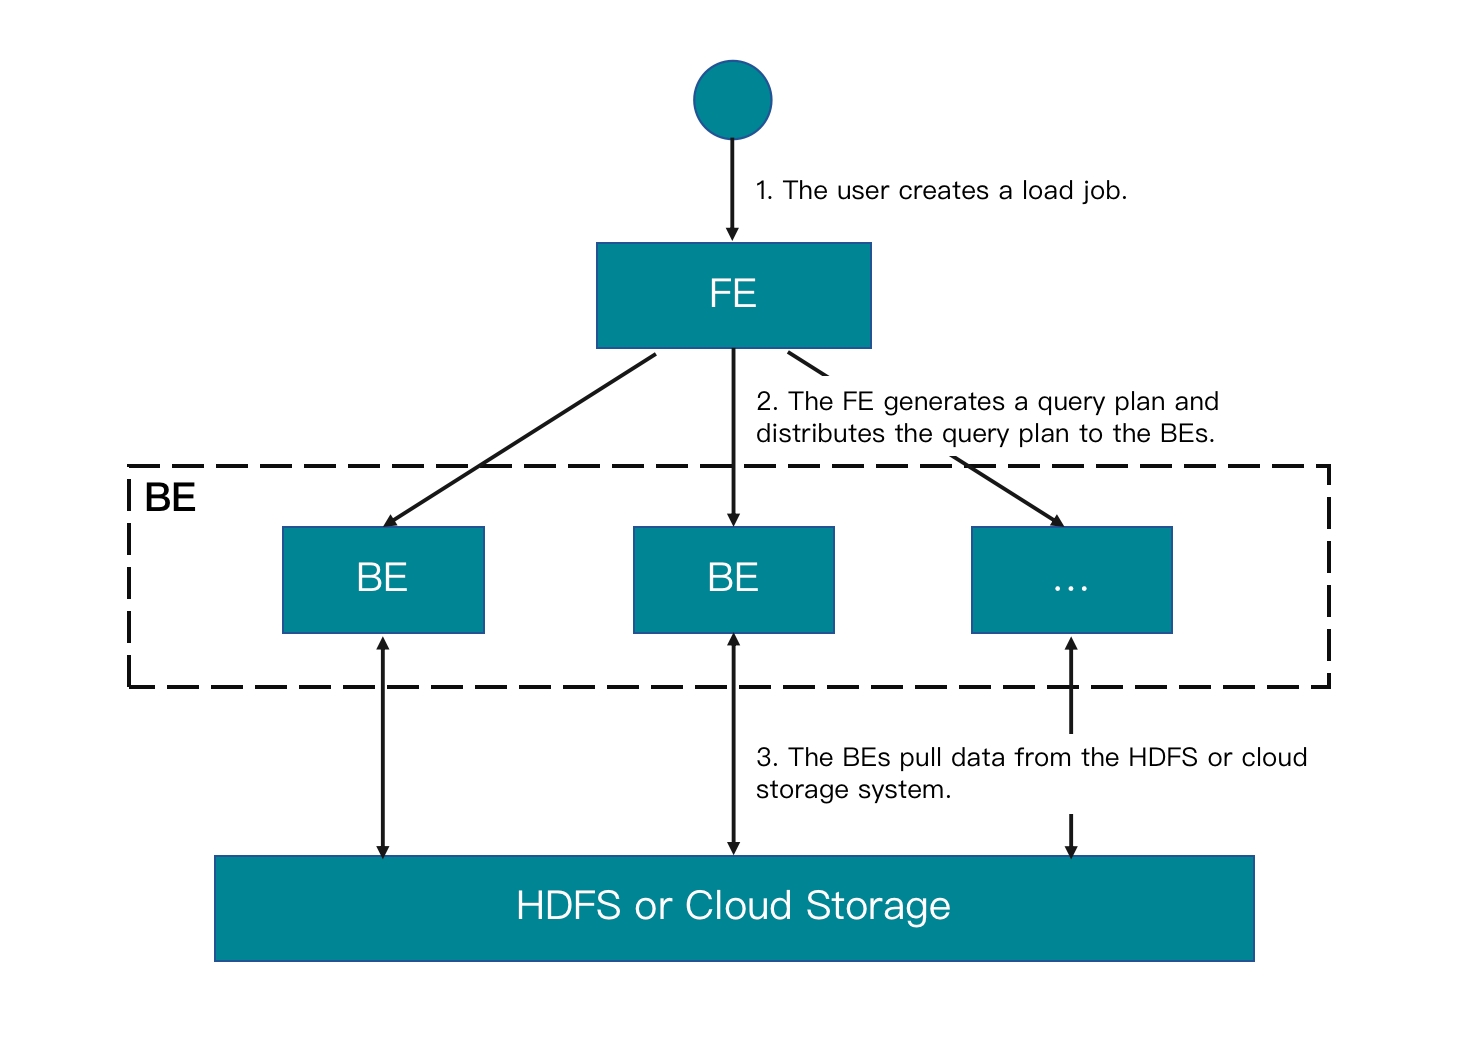 1. The user creates a load job.
FE
2. The FE generates a query plan and
distributes the query plan to the BEs.
BE
BE
BE
...
3. The BEs pull data from the HDFS or cloud
storage system.
HDFS or Cloud Storage